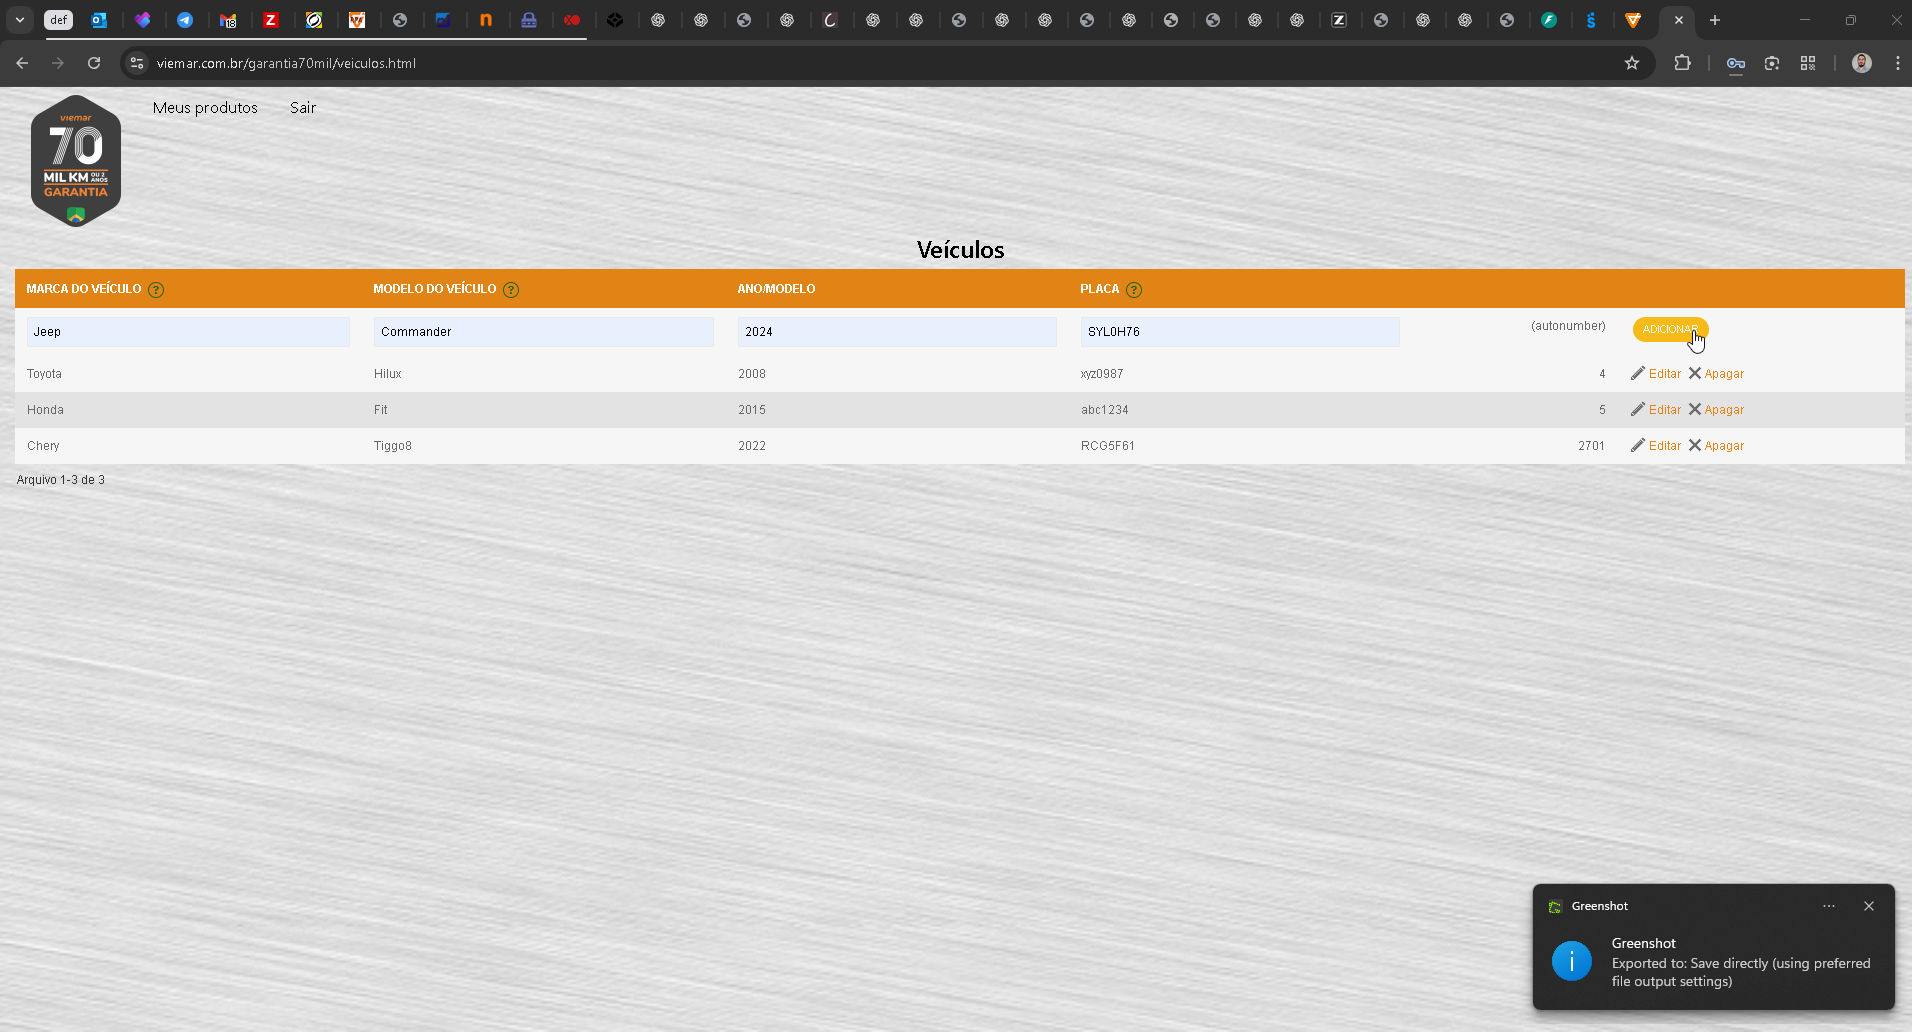 def
viemar.com.br/garantia70mil/veiculos.html
viemar
70
MIL KM OU 2 ANOS
GARANTIA
Meus produtos Sair
Veículos
MARCA DO VEÍCULO ? MODELO DO VEÍCULO ? ANO/MODELO PLACA ?
Jeep Commander 2024 SYL0H76 (autonumber) ADICIONAR
Toyota Hilux 2008 xyz0987 4 Editar Apagar
Honda Fit 2015 abc1234 5 Editar Apagar
Chery Tiggo8 2022 RCG5F61 2701 Editar Apagar
Arquivo 1-3 de 3
Greenshot
Greenshot
Exported to: Save directly (using preferred
file output settings)